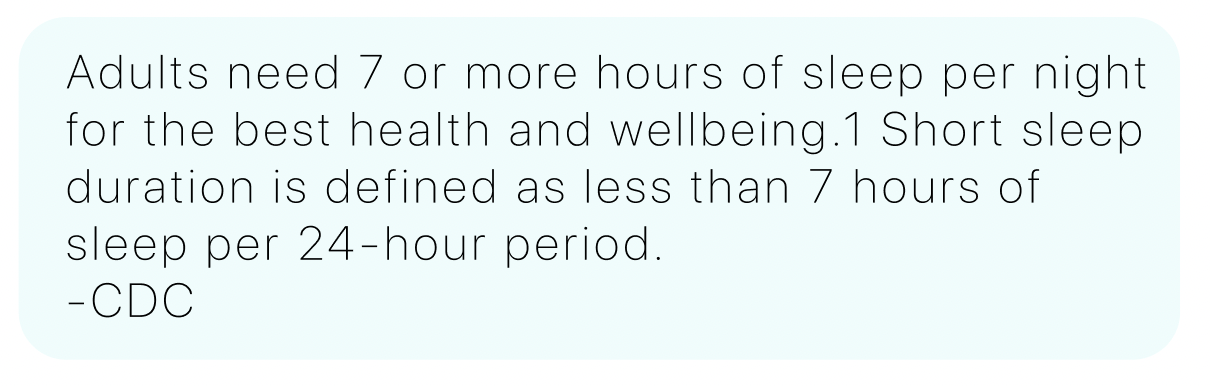 Adults need 7 or more hours of sleep per night
for the best health and wellbeing.1 Short sleep
duration is defined as less than 7 hours of
sleep per 24-hour period.
-CDC